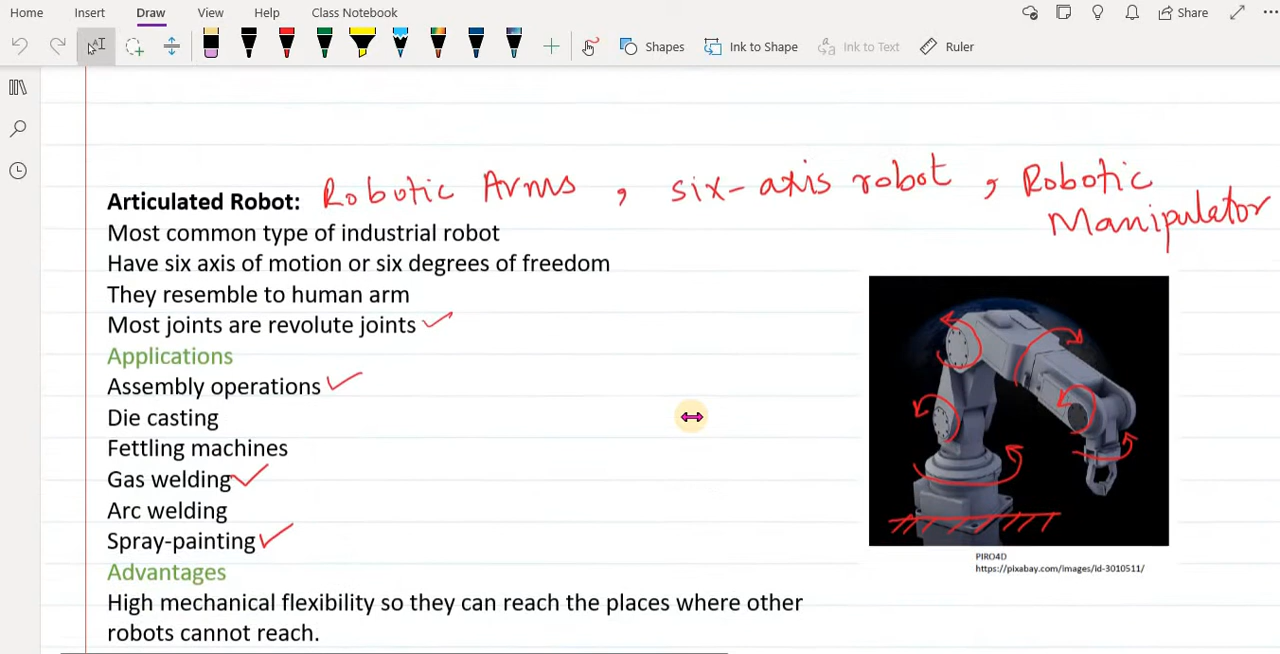 Home Insert Draw View Help Class Notebook Share
Shapes Ink to Shape Ink to Text Ruler
Articulated Robot: Robotic Arms , six-axis robot , Robotic
Manipulator
Most common type of industrial robot
Have six axis of motion or six degrees of freedom
They resemble to human arm
Most joints are revolute joints
Applications
Assembly operations
Die casting
Fettling machines
Gas welding
Arc welding
Spray-painting
Advantages
High mechanical flexibility so they can reach the places where other
robots cannot reach.
PIRO4D
https://pixabay.com/images/id-3010511/